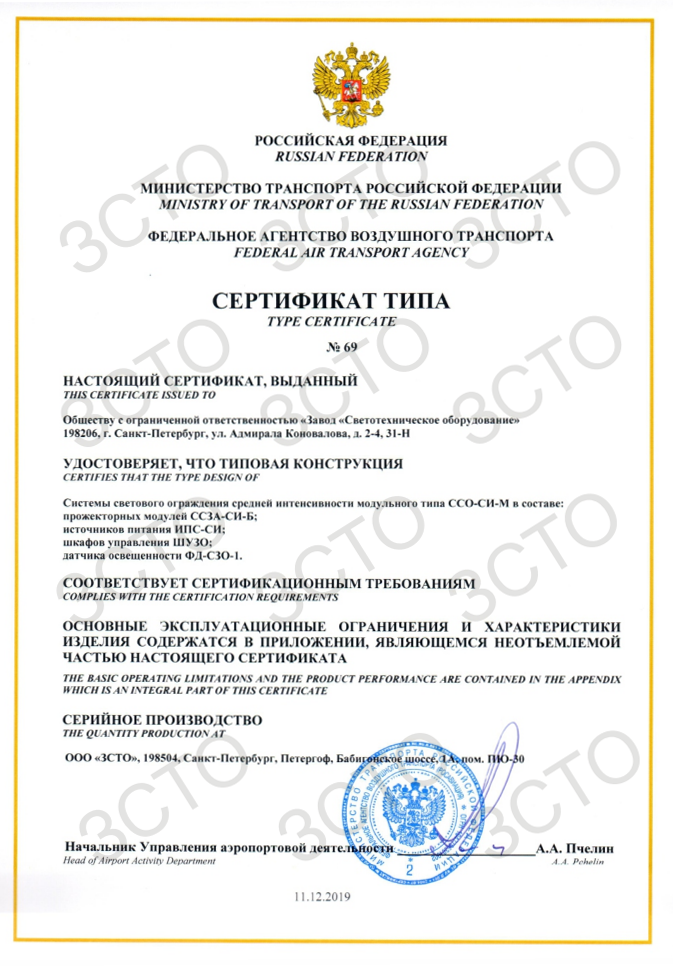 РОССИЙСКАЯ ФЕДЕРАЦИЯ
RUSSIAN FEDERATION
МИНИСТЕРСТВО ТРАНСПОРТА РОССИЙСКОЙ ФЕДЕРАЦИИ
MINISTRY OF TRANSPORT OF THE RUSSIAN FEDERATION
ФЕДЕРАЛЬНОЕ АГЕНТСТВО ВОЗДУШНОГО ТРАНСПОРТА
FEDERAL AIR TRANSPORT AGENCY
СЕРТИФИКАТ ТИПА
TYPE CERTIFICATE
№ 69
НАСТОЯЩИЙ СЕРТИФИКАТ, ВЫДАННЫЙ
THIS CERTIFICATE ISSUED TO
Обществу с ограниченной ответственностью «Завод «Светотехническое оборудование»
198206, г. Санкт-Петербург, ул. Адмирала Коновалова, д. 2-4, 31-Н
УДОСТОВЕРЯЕТ, ЧТО ТИПОВАЯ КОНСТРУКЦИЯ
CERTIFIES THAT THE TYPE DESIGN OF
Системы светового ограждения средней интенсивности модульного типа ССО-СИ-М в составе:
прожекторных модулей ССЗА-СИ-Б;
источников питания ИПС-СИ;
шкафов управления ШУЗО;
датчика освещенности ФД-СЗО-1.
СООТВЕТСТВУЕТ СЕРТИФИКАЦИОННЫМ ТРЕБОВАНИЯМ
COMPLIES WITH THE CERTIFICATION REQUIREMENTS
ОСНОВНЫЕ ЭКСПЛУАТАЦИОННЫЕ ОГРАНИЧЕНИЯ И ХАРАКТЕРИСТИКИ
ИЗДЕЛИЯ СОДЕРЖАТСЯ В ПРИЛОЖЕНИИ, ЯВЛЯЮЩЕМСЯ НЕОТЪЕМЛЕМОЙ
ЧАСТЬЮ НАСТОЯЩЕГО СЕРТИФИКАТА
THE BASIC OPERATING LIMITATIONS AND THE PRODUCT PERFORMANCE ARE CONTAINED IN THE APPENDIX
WHICH IS AN INTEGRAL PART OF THIS CERTIFICATE
СЕРИЙНОЕ ПРОИЗВОДСТВО
THE QUANTITY PRODUCTION AT
ООО «ЗСТО», 198504, Санкт-Петербург, Петергоф, Бабигонское шоссе, 1А, пом. ПЮ-30
Начальник Управления аэропортовой деятельности А.А. Пчелин
Head of Airport Activity Department A.A. Pchelin
2
11.12.2019
ЗСТО
ЗСТО
ЗСТО
ЗСТО
ЗСТО
ЗСТО
ЗСТО
ЗСТО
ЗСТО
ЗСТО
ЗСТО
ЗСТО